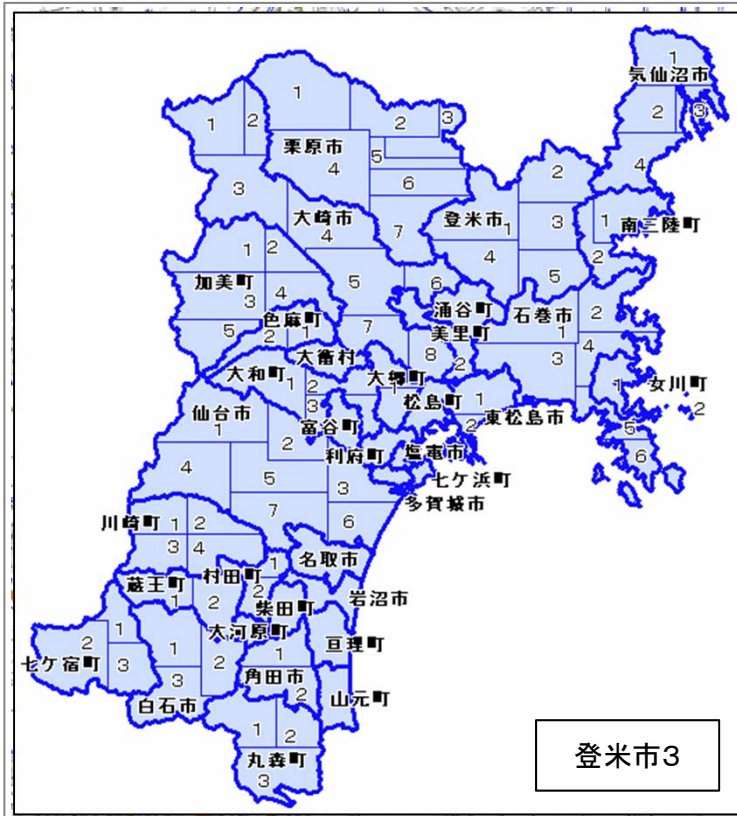 1
気仙沼市
1
1
2
2
3
2
3
栗原市
5
4
4
6
3
2
大崎市
登米市
1
3
1
南三陸町
4
7
4
2
1
2
5
6
加美町
5
4
3
涌谷町
石巻市
2
色麻町
美里町
1
5
2
1
7
4
大衡村
8
2
3
大和町
1
2
大郷町
1
1
女川町
松島町
1
2
3
仙台市
東松島市
富谷町
2
1
2
利府町
塩竈市
5
6
4
5
3
七ケ浜町
多賀城市
7
6
川崎町
1
2
3
4
名取市
1
村田町
蔵王町
1
2
2
岩沼市
柴田町
1
大河原町
2
1
亘理町
1
七ケ宿町
3
2
角田市
3
2
山元町
白石市
1
2
丸森町
3
登米市3